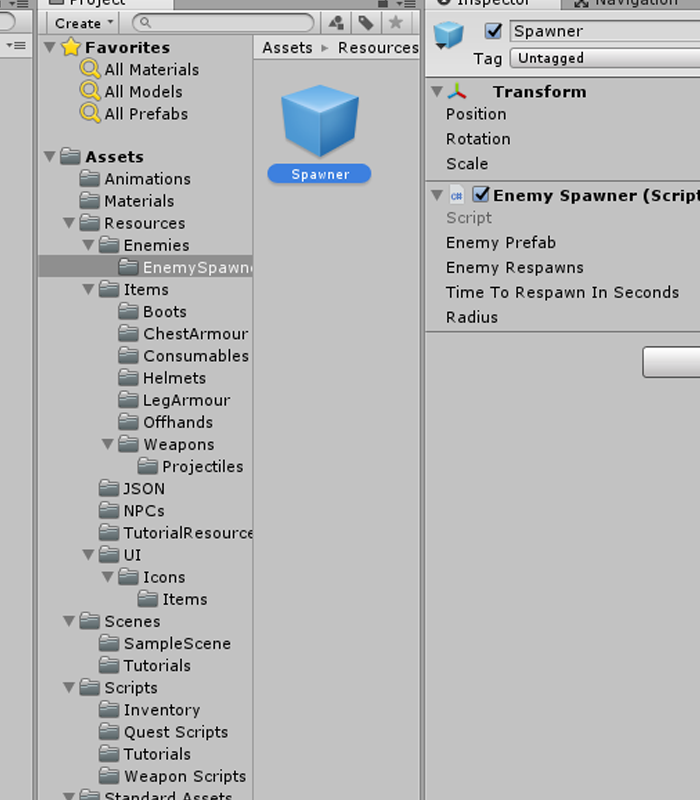 Project
Create
Favorites
All Materials
All Models
All Prefabs
Assets
Animations
Materials
Resources
Enemies
EnemySpawne
Items
Boots
ChestArmour
Consumables
Helmets
LegArmour
Offhands
Weapons
Projectiles
JSON
NPCs
TutorialResource
UI
Icons
Items
Scenes
SampleScene
Tutorials
Scripts
Inventory
Quest Scripts
Tutorials
Weapon Scripts
Standard Assets
Assets ▸ Resources
Spawner
Inspector
Navigation
Spawner
Tag Untagged
Transform
Position
Rotation
Scale
c# Enemy Spawner (Script
Script
Enemy Prefab
Enemy Respawns
Time To Respawn In Seconds
Radius